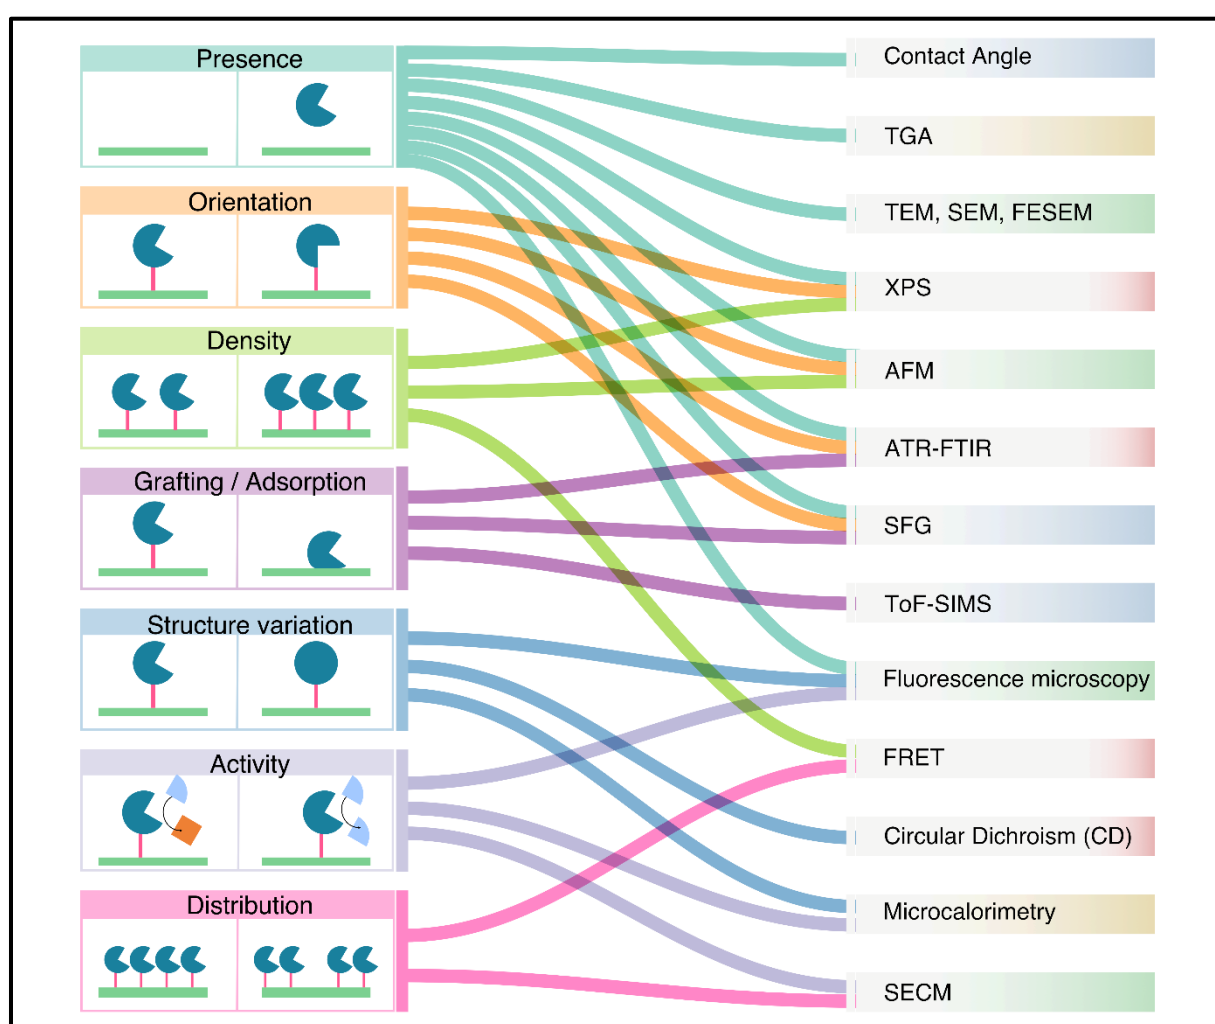 Presence
Orientation
Density
Grafting / Adsorption
Structure variation
Activity
Distribution
Contact Angle
TGA
TEM, SEM, FESEM
XPS
AFM
ATR-FTIR
SFG
ToF-SIMS
Fluorescence microscopy
FRET
Circular Dichroism (CD)
Microcalorimetry
SECM